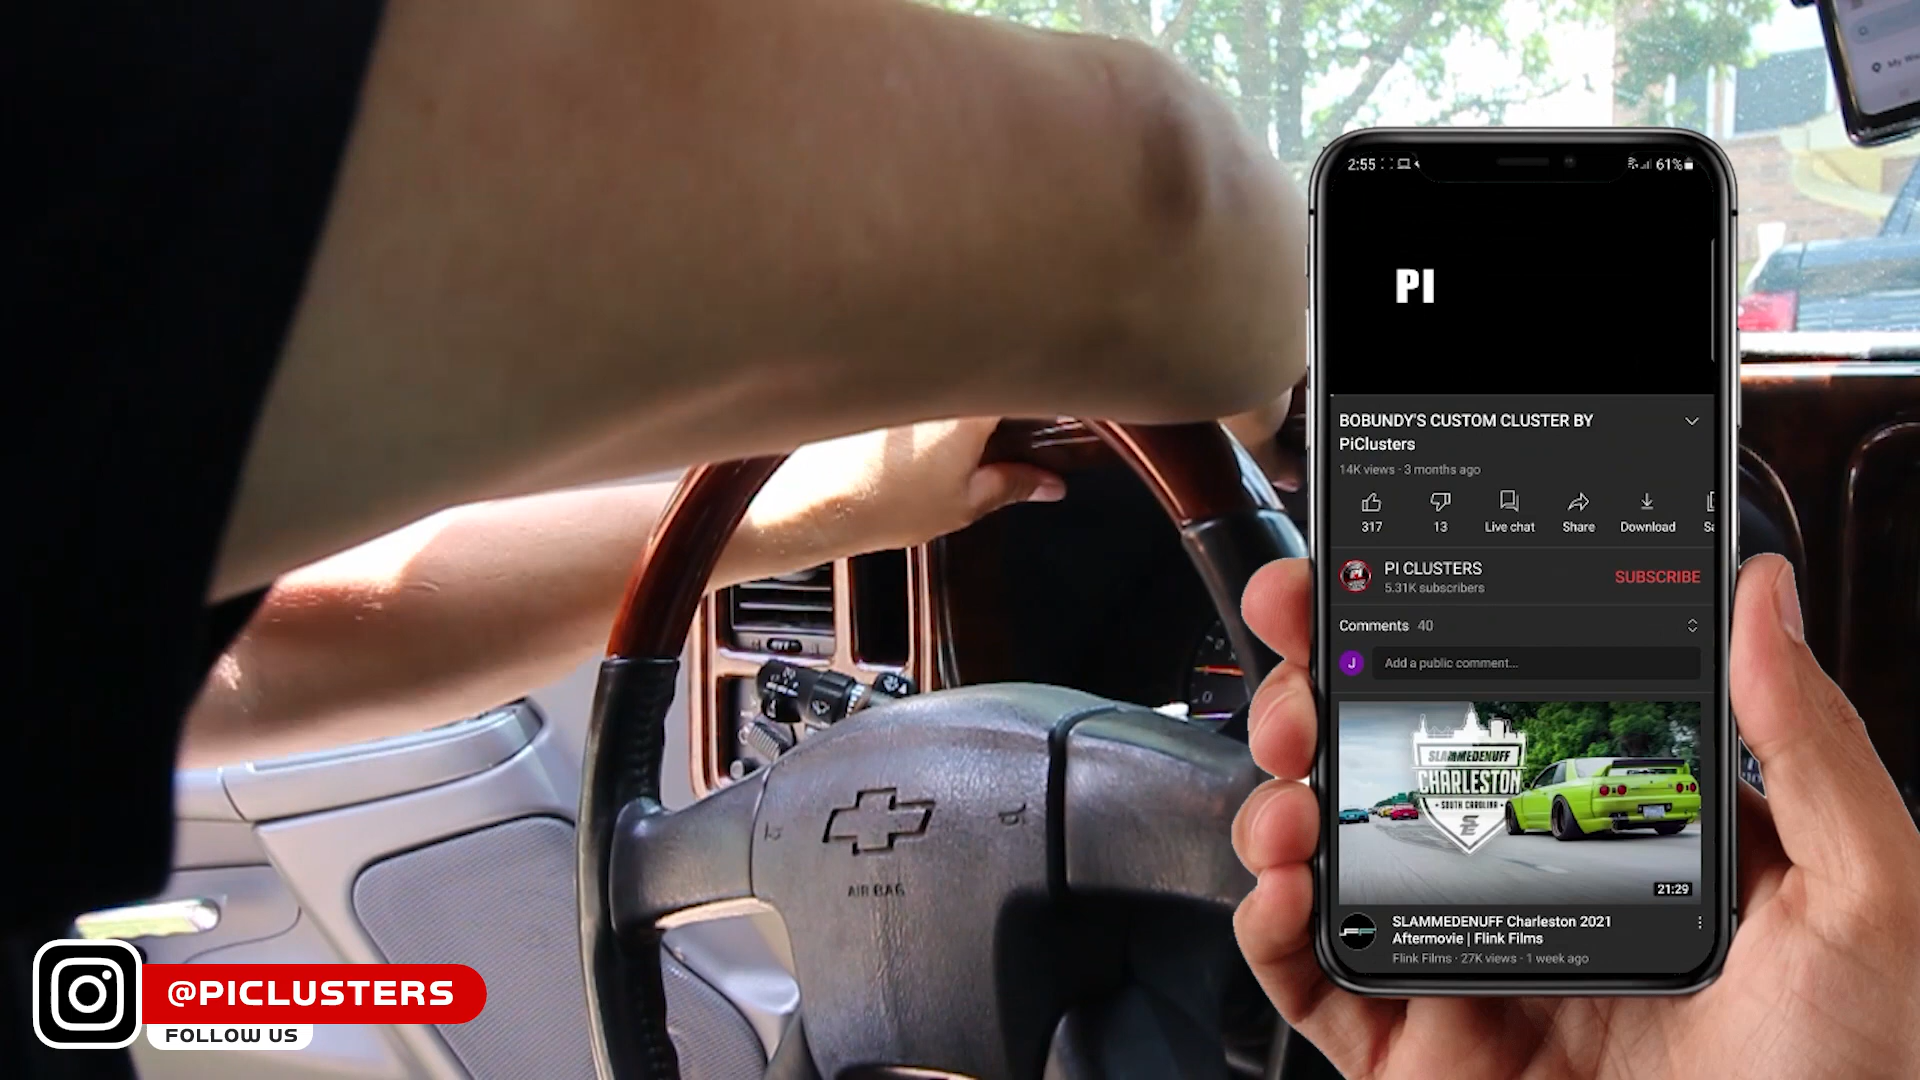 2:55
61%
PI
BOBUNDY'S CUSTOM CLUSTER BY
PiClusters
14K views · 3 months ago
317
13
Live chat
Share
Download
PI CLUSTERS
5.31K subscribers
SUBSCRIBE
Comments 40
J
Add a public comment...
SLAMMEDENUFF
CHARLESTON
SOUTH CAROLINA
21:29
SLAMMEDENUFF Charleston 2021
Aftermovie | Flink Films
Flink Films · 27K views · 1 week ago
AIR BAG
@PICLUSTERS
FOLLOW US